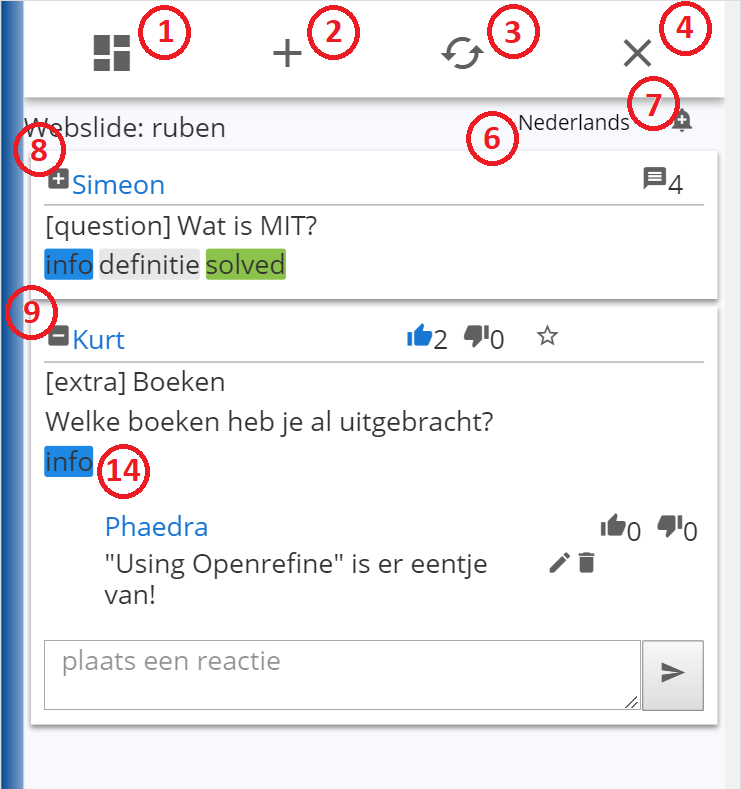 1 2 3 4
Webslide: ruben 6 Nederlands 7
8 Simeon 4
[question] Wat is MIT?
info definitie solved
9 Kurt 2 0
[extra] Boeken
Welke boeken heb je al uitgebracht?
info 14
Phaedra 0 0
"Using Openrefine" is er eentje
van!
plaats een reactie